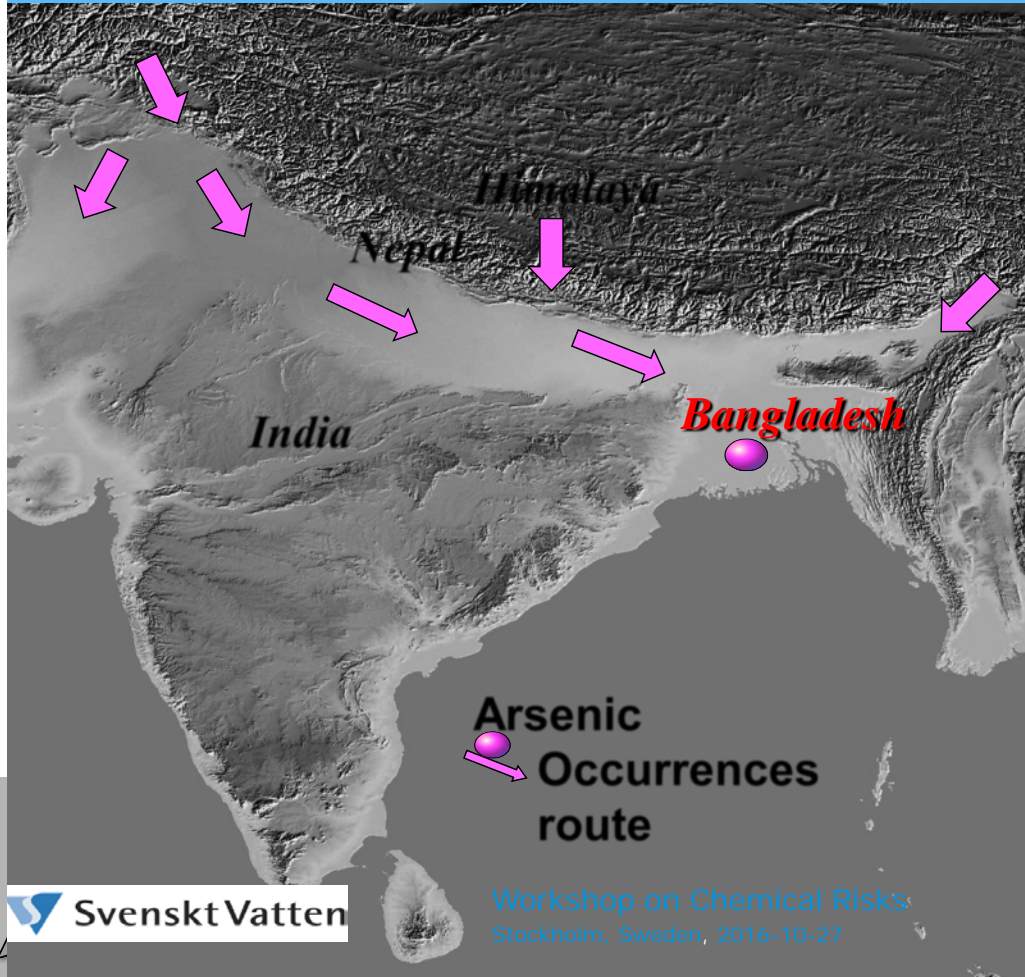 Himalaya
Nepal
Bangladesh
India
Arsenic
Occurrences
route
Svenskt Vatten
Workshop on Chemical Risks
Stockholm, Sweden, 2016-10-27